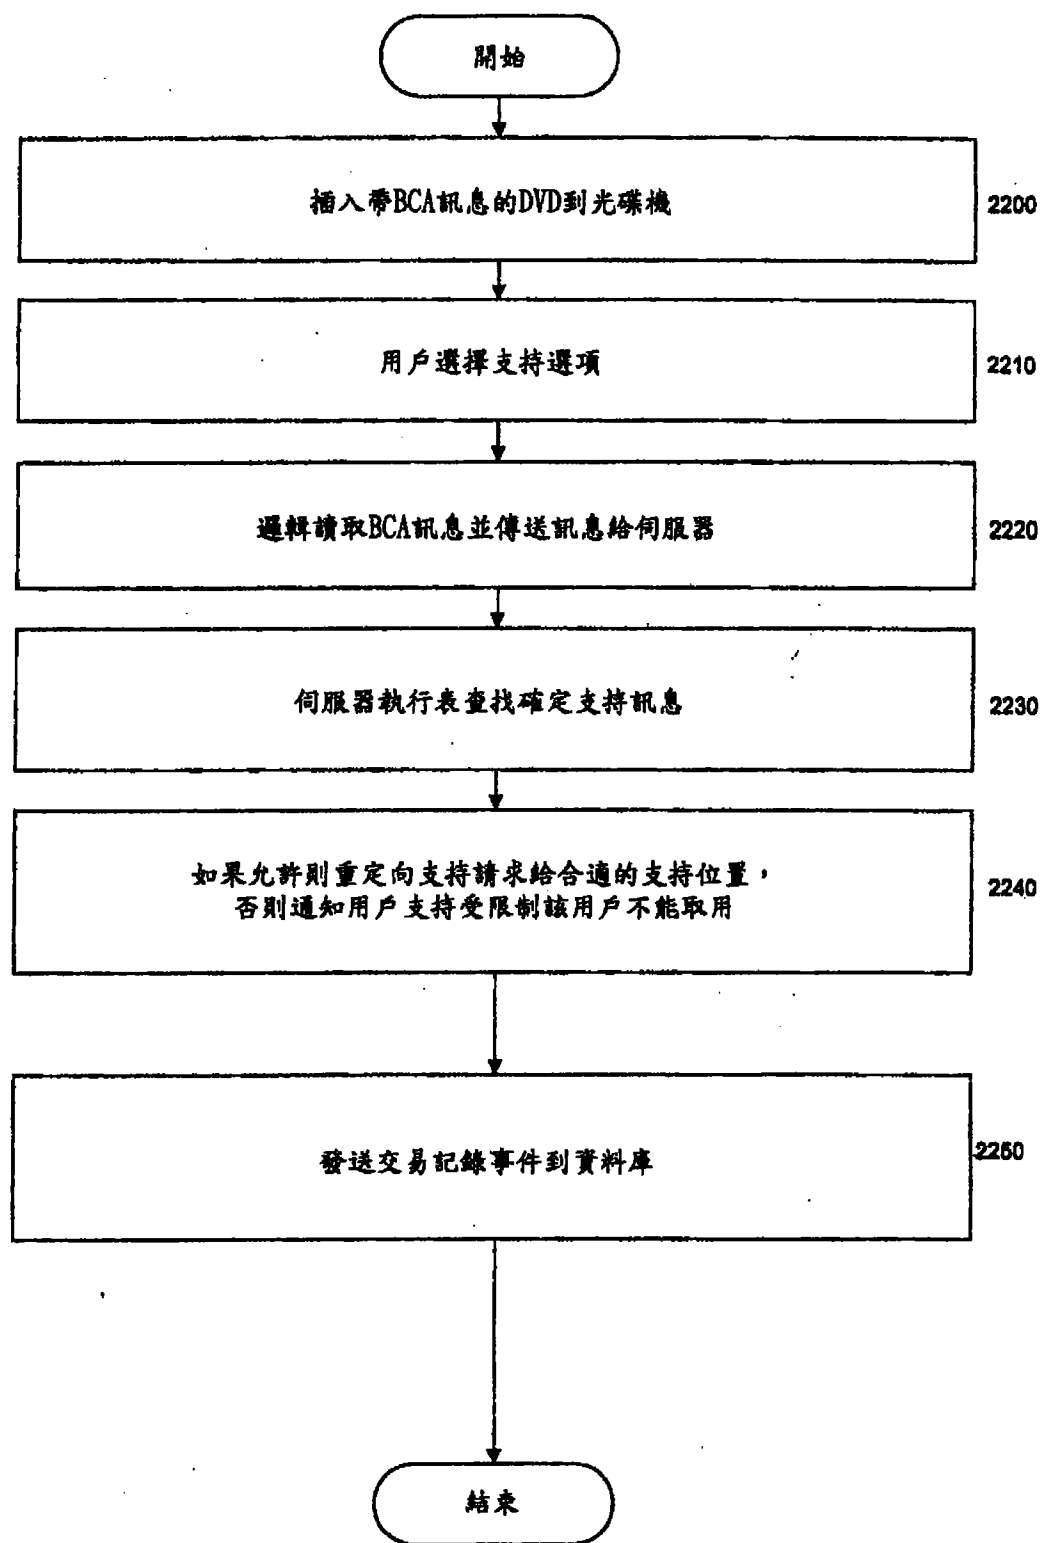 開始
插入帶BCA訊息的DVD到光碟機
2200
用戶選擇支持選項
2210
邏輯讀取BCA訊息並傳送訊息給伺服器
2220
伺服器執行表查找確定支持訊息
2230
如果允許則重定向支持請求給合適的支持位置，
否則通知用戶支持受限制該用戶不能取用
2240
發送交易記錄事件到資料庫
2250
結束